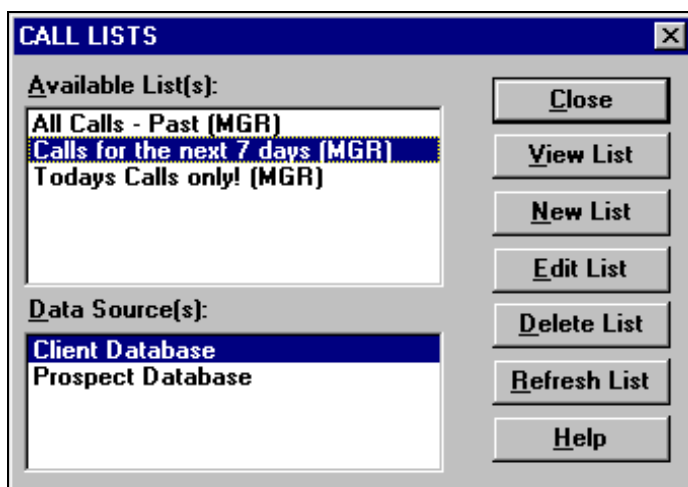 CALL LISTS
Available List(s):
All Calls - Past (MGR)
Calls for the next 7 days (MGR)
Todays Calls only! (MGR)
Data Source(s):
Client Database
Prospect Database
Close
View List
New List
Edit List
Delete List
Refresh List
Help